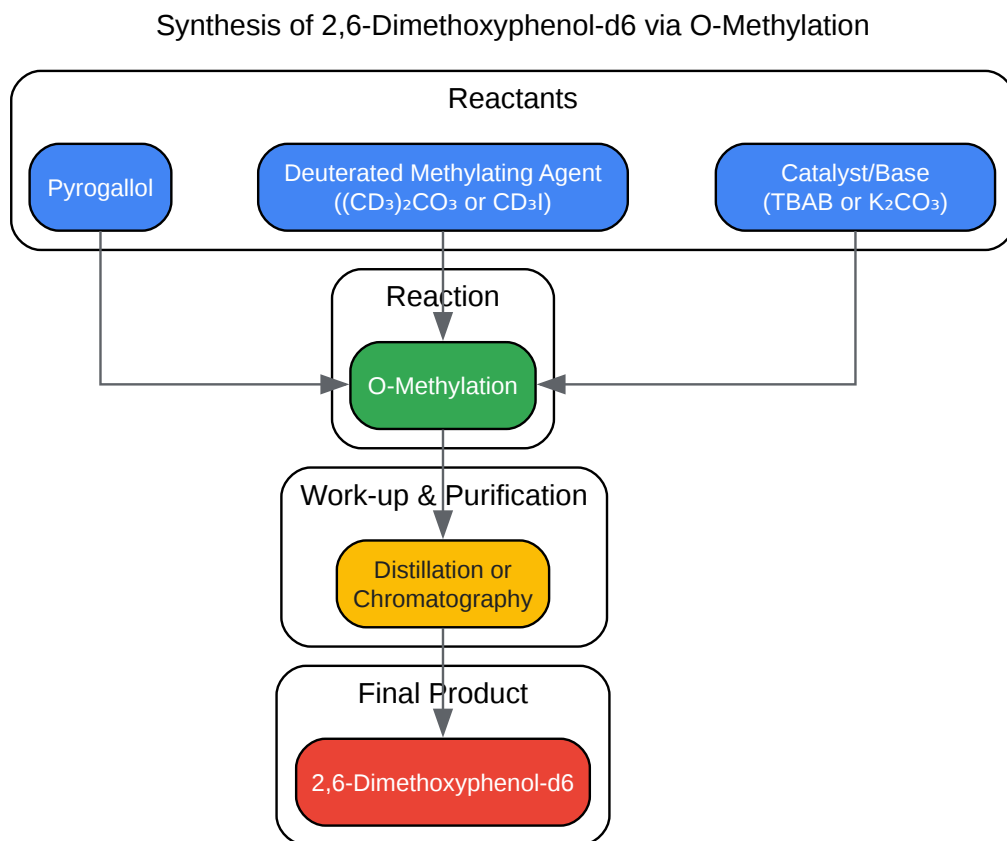 Synthesis of 2,6-Dimethoxyphenol-d6 via O-Methylation
Reactants
Pyrogallol
Deuterated Methylating Agent
((CD₃)₂CO₃ or CD₃I)
Catalyst/Base
(TBAB or K₂CO₃)
Reaction
O-Methylation
Work-up & Purification
Distillation or
Chromatography
Final Product
2,6-Dimethoxyphenol-d6